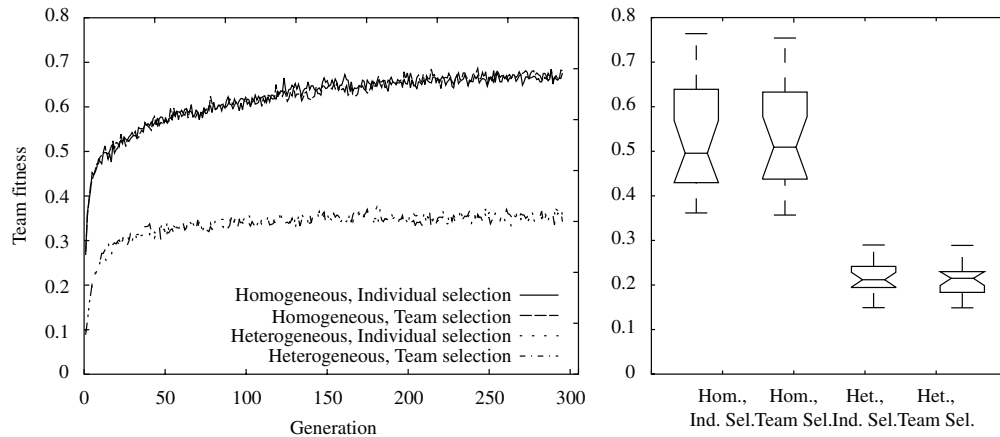 0.8
0.7
0.6
0.5
0.4
0.3
0.2
0.1
0
Team fitness
Homogeneous, Individual selection
Homogeneous, Team selection
Heterogeneous, Individual selection
Heterogeneous, Team selection
0 50 100 150 200 250 300
Generation
0.8
0.7
0.6
0.5
0.4
0.3
0.2
0.1
0
Hom., Hom., Het., Het.,
Ind. Sel.Team Sel.Ind. Sel.Team Sel.